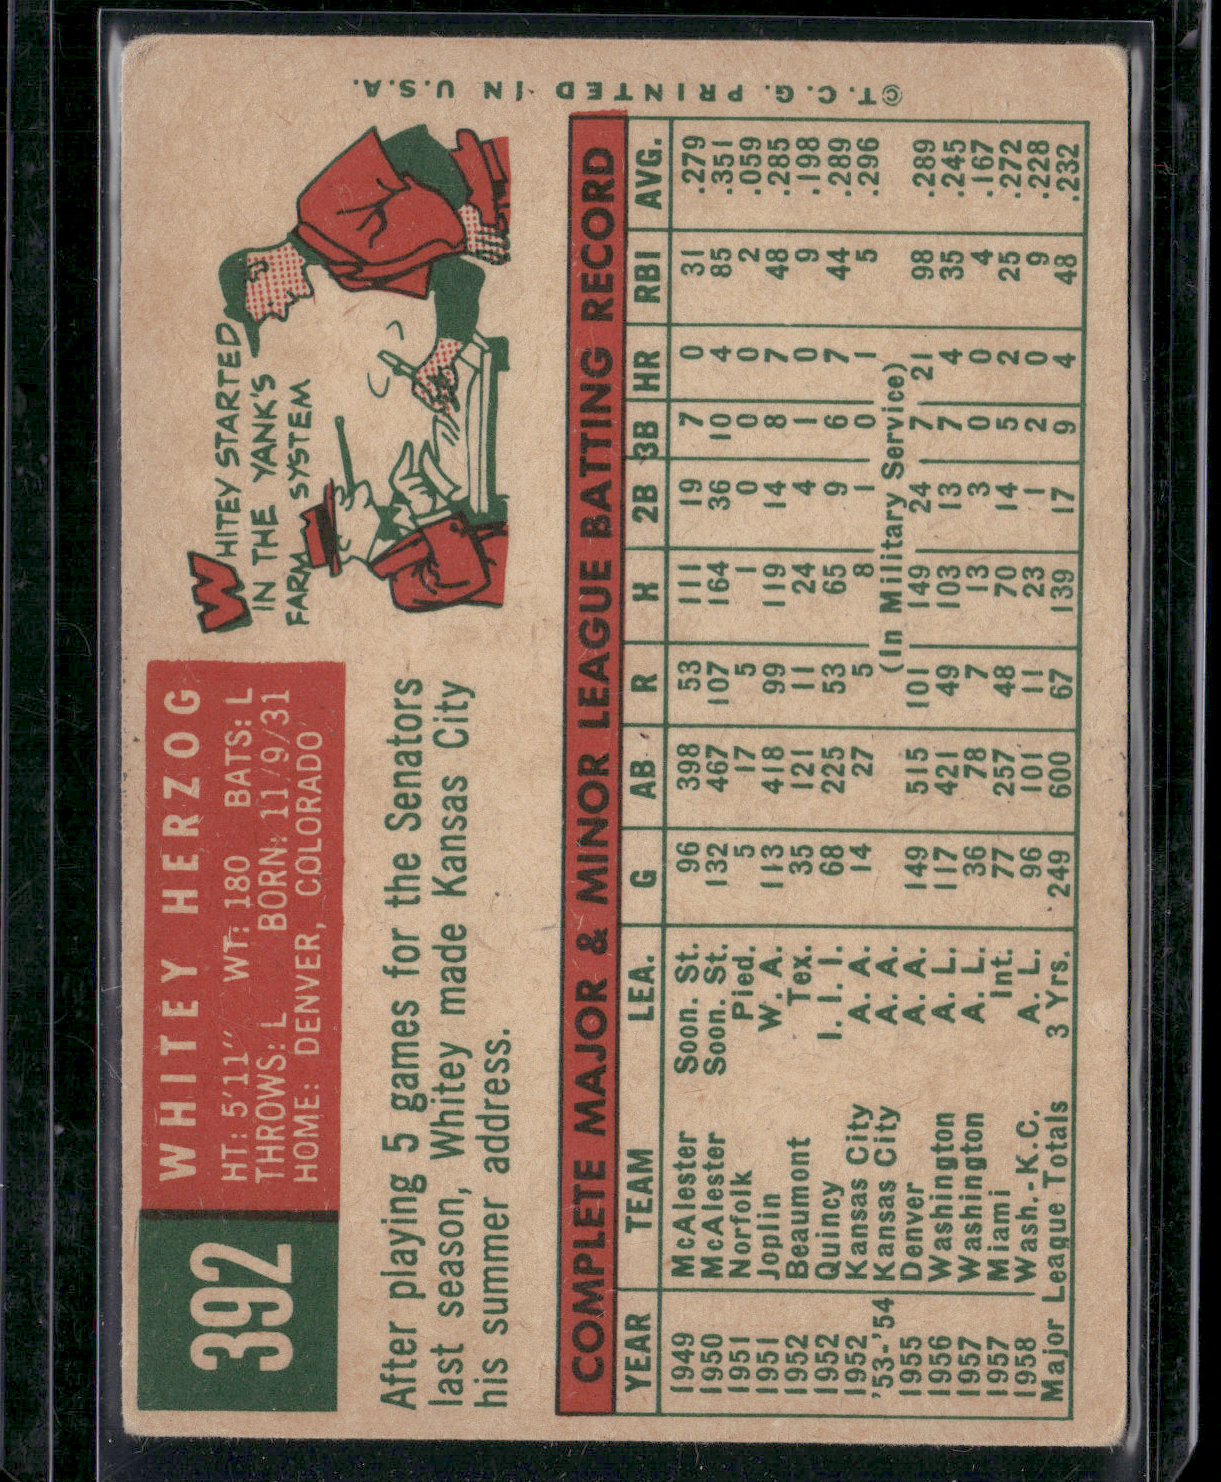 392
WHITEY HERZOG
HT: 5'11" WT: 180 BATS: L
THROWS: L BORN: 11/9/31
HOME: DENVER, COLORADO
After playing 5 games for the Senators
last season, Whitey made Kansas City
his summer address.
WHITEY STARTED
IN THE YANK'S
FARM SYSTEM
COMPLETE MAJOR & MINOR LEAGUE BATTING RECORD
YEAR TEAM LEA. G AB R H 2B 3B HR RBI AVG.
1949 McAlester Soon. St. 96 398 53 111 19 7 0 31 .279
1950 McAlester Soon. St. 132 467 107 164 36 10 4 85 .351
1951 Norfolk Pied. 5 17 5 1 0 0 0 2 .059
1951 Joplin W. A. 113 418 99 119 14 8 7 48 .285
1952 Beaumont Tex. 35 121 11 24 4 1 0 9 .198
1952 Quincy I. I. I. 68 225 53 65 9 6 7 44 .289
1952 Kansas City A. A. 14 27 5 8 1 0 1 5 .296
'53-'54 Kansas City A. A. (In Military Service)
1955 Denver A. A. 149 515 101 149 24 7 21 98 .289
1956 Washington A. L. 117 421 49 103 13 7 4 35 .245
1957 Washington A. L. 36 78 7 13 3 0 0 4 .167
1957 Miami Int. 77 257 48 70 14 5 2 25 .272
1958 Wash.-K.C. A. L. 96 101 11 23 1 2 0 9 .228
Major League Totals 3 Yrs. 249 600 67 139 17 9 4 48 .232
© T. C. G. PRINTED IN U.S.A.